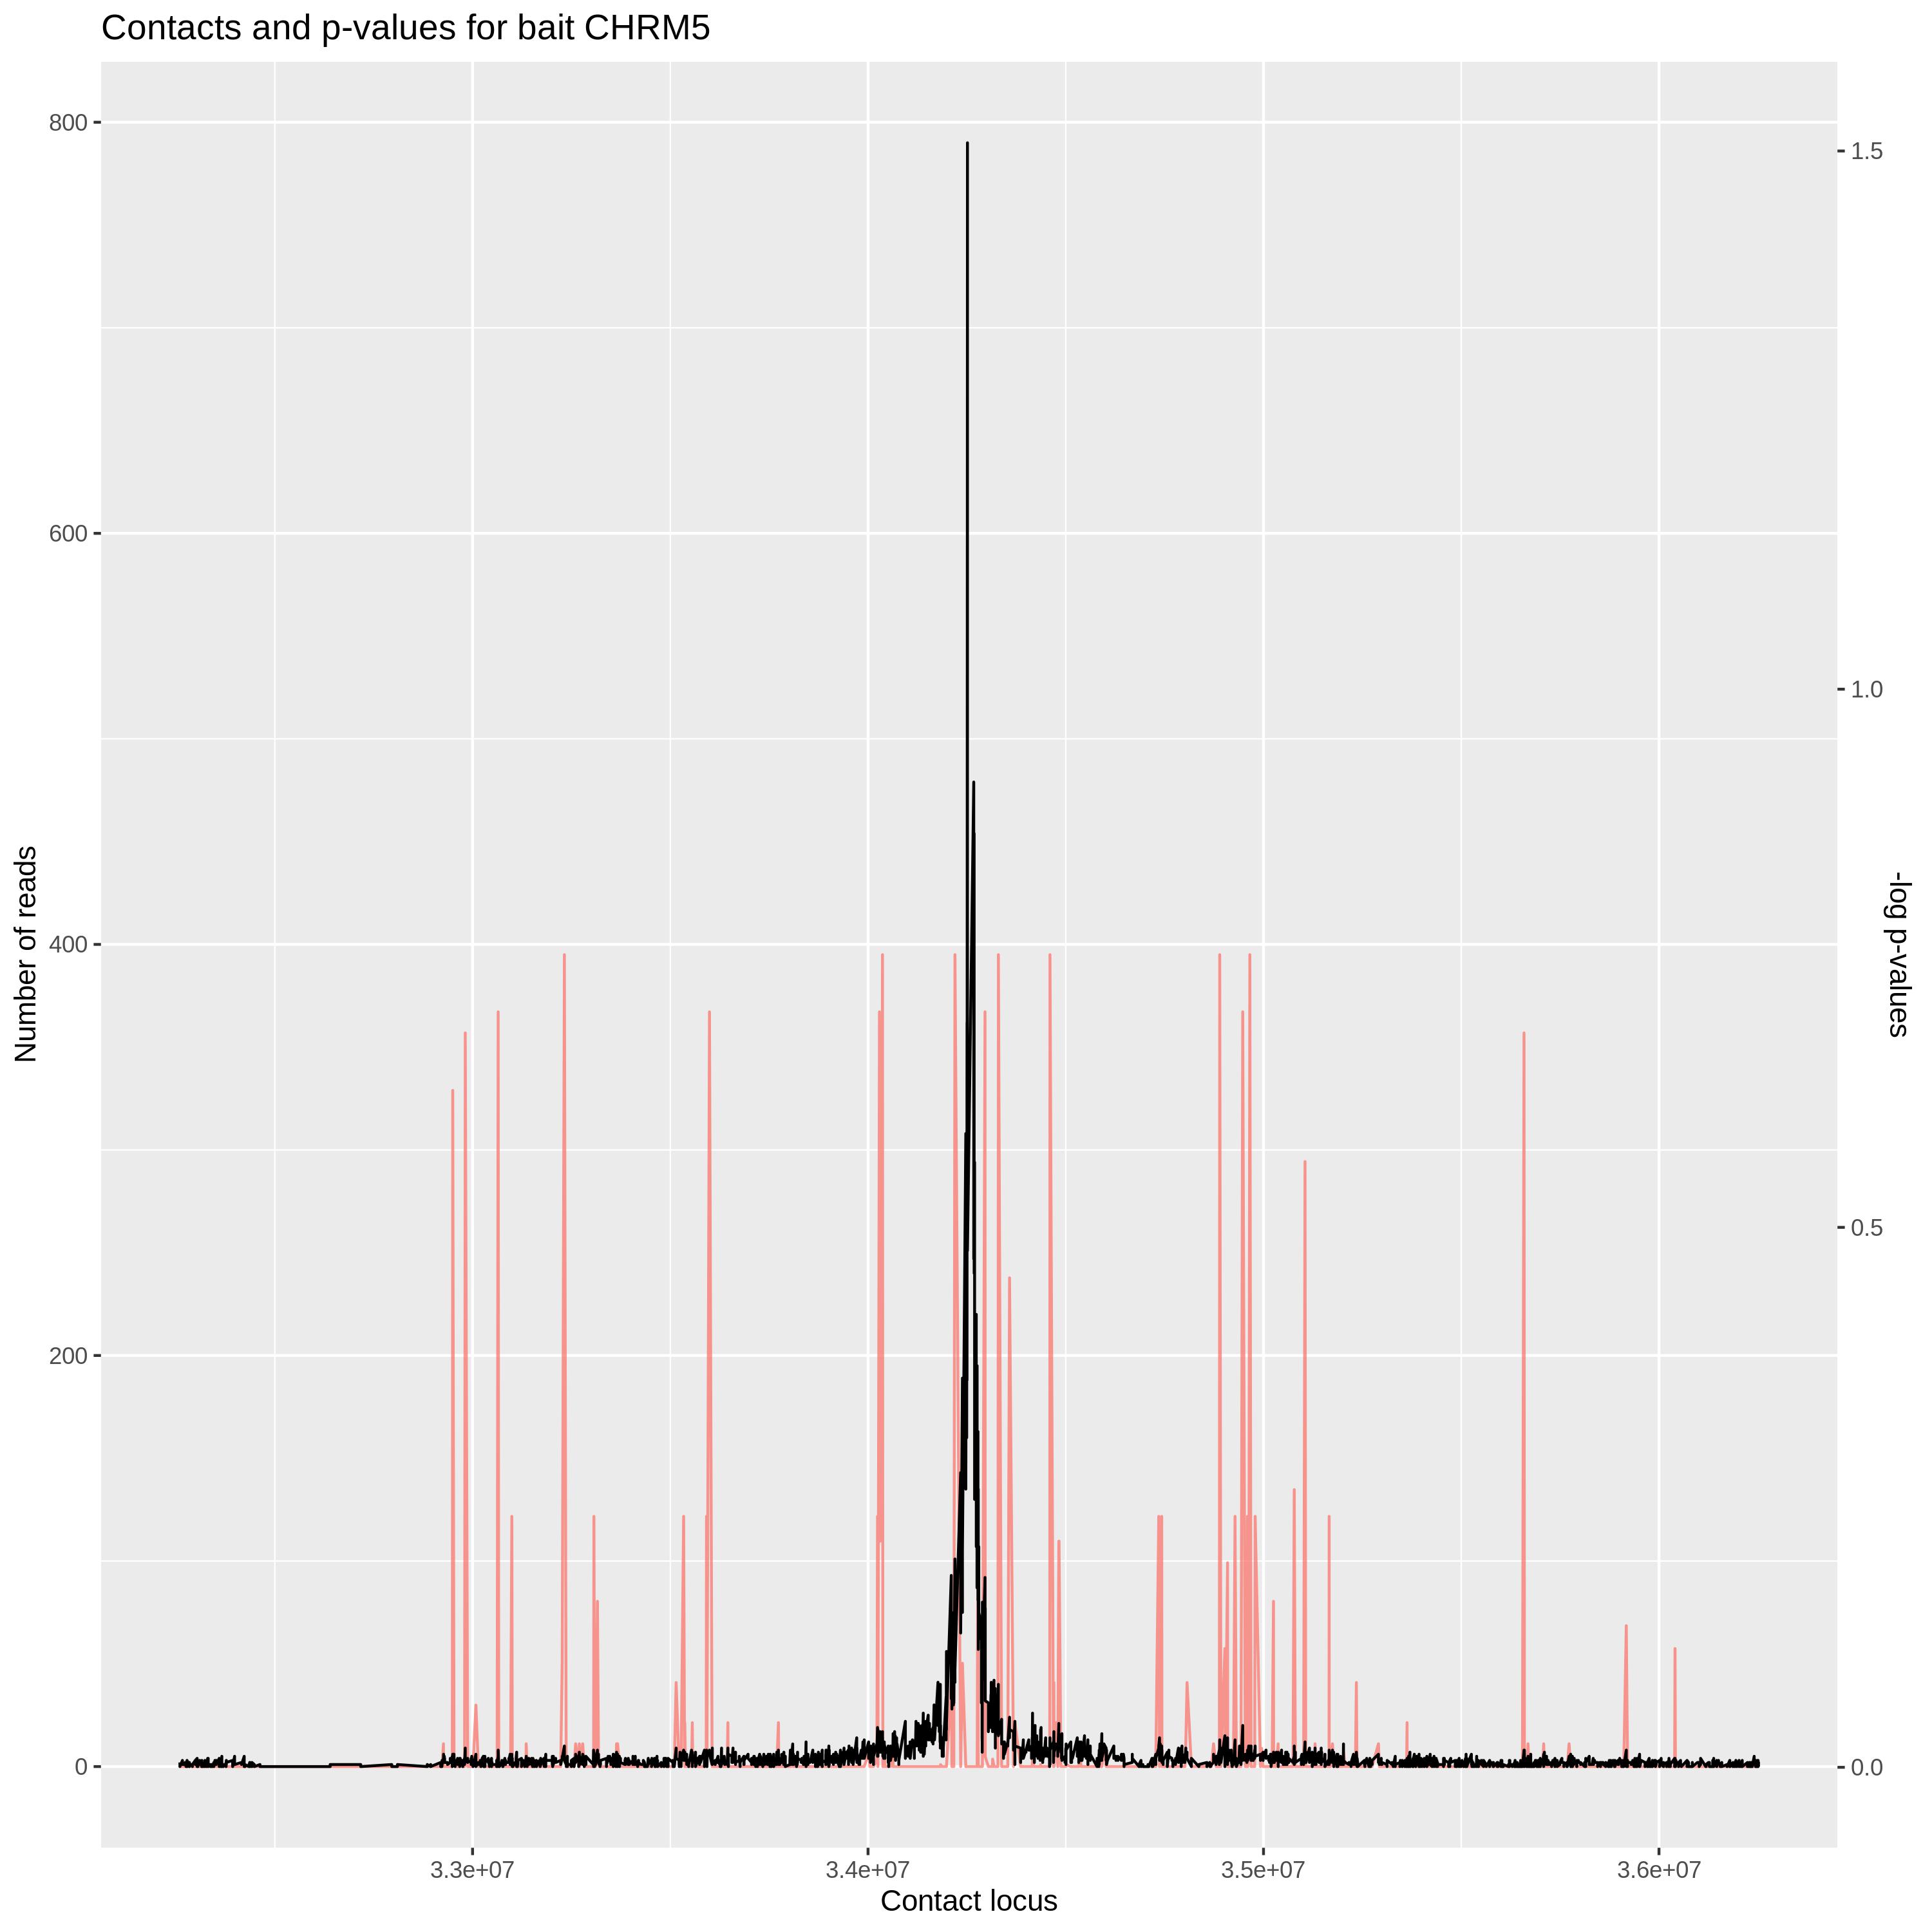 Contacts and p-values for bait CHRM5
800
600
400
200
0
Number of reads
1.5
1.0
0.5
0.0
-log p-values
3.3e+07 3.4e+07 3.5e+07 3.6e+07
Contact locus